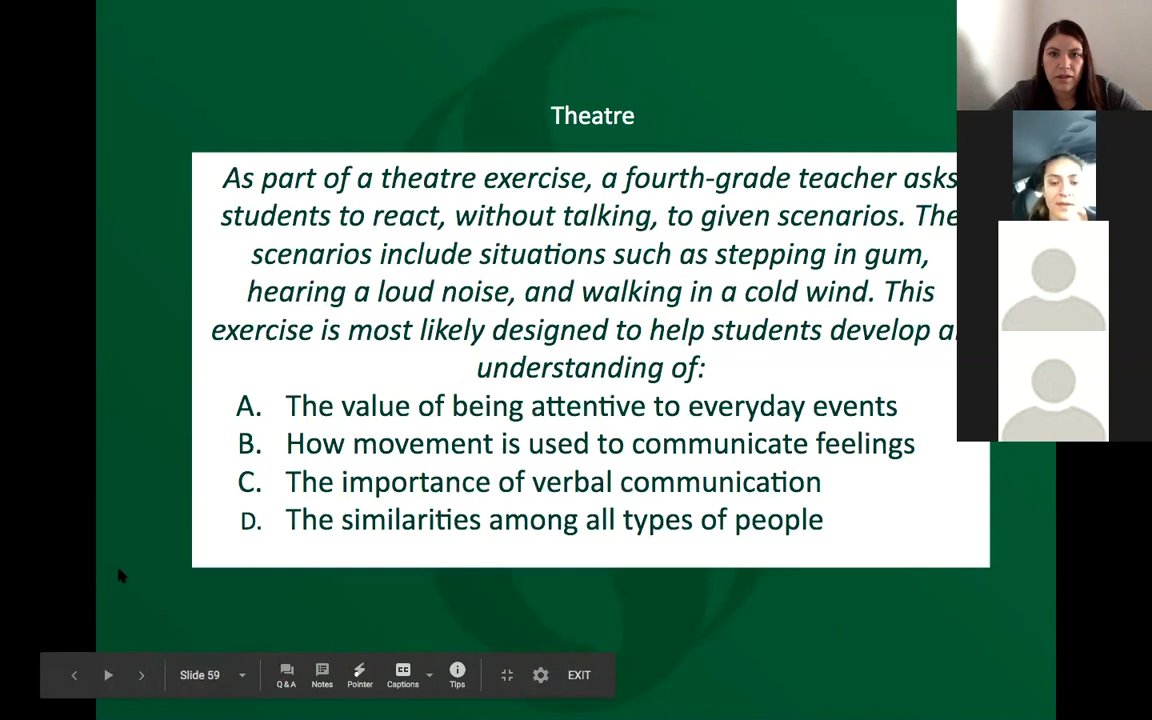 Theatre
As part of a theatre exercise, a fourth-grade teacher asks
students to react, without talking, to given scenarios. The
scenarios include situations such as stepping in gum,
hearing a loud noise, and walking in a cold wind. This
exercise is most likely designed to help students develop
understanding of:
A. The value of being attentive to everyday events
B. How movement is used to communicate feelings
C. The importance of verbal communication
D. The similarities among all types of people
Slide 59
Q & A
Notes
Pointer
CC
Captions
Tips
EXIT